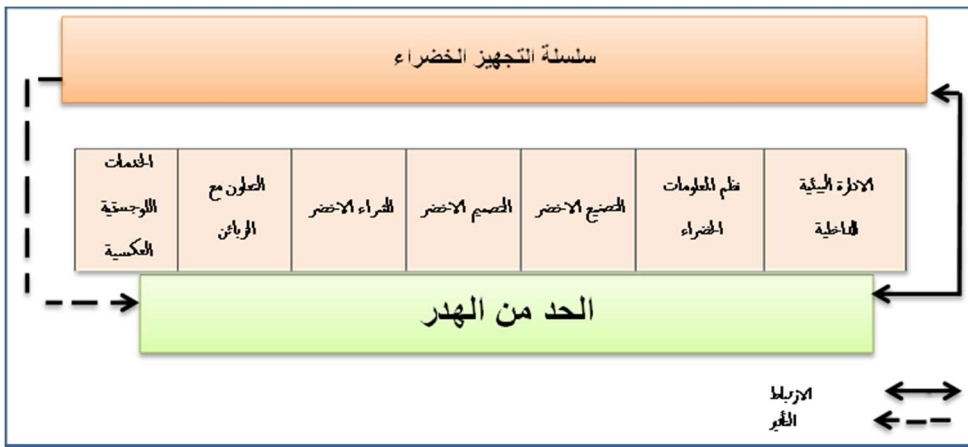 سلسلة التجهيز الخضراء
الادارة البيئية
الداخلية
نظم المعلومات
الخضراء
التصنيع الاخضر
التصميم الاخضر
الشراء الاخضر
التعاون مع
الزبائن
الخدمات
اللوجستية
العكسية
الحد من الهدر
الارتباط
التأثير